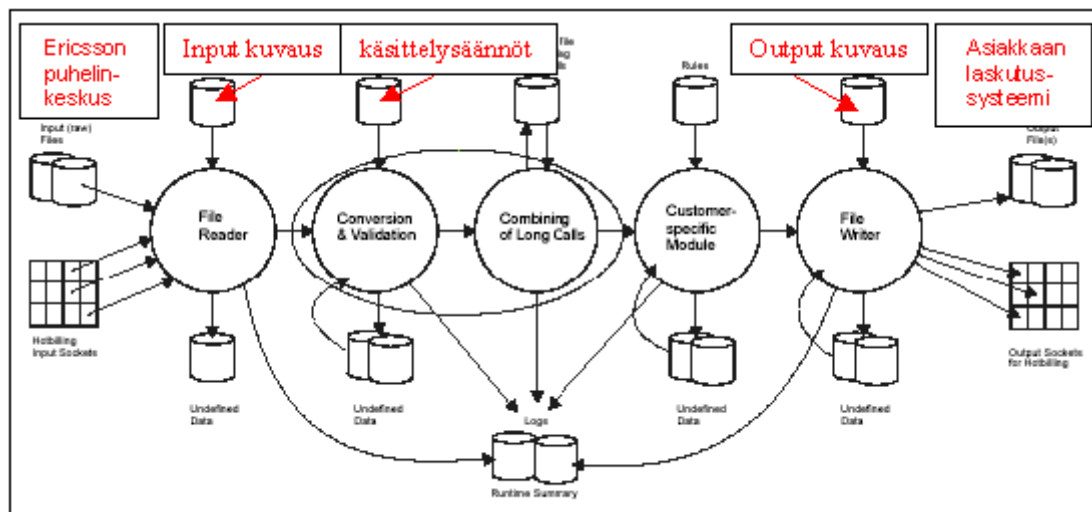 Ericsson
puhelin-
keskus
Input kuvaus
käsittelysäännöt
Output kuvaus
Asiakkaan
laskutus-
systeemi
file
Rules
Input (raw)
Files
Output
File(s)
File
Reader
Conversion
& Validation
Combining
of Long Calls
Customer-
specific
Module
File
Writer
Hotbilling
Input Sockets
Output Sockets
for Hotbilling
Undefined
Data
Undefined
Data
Logs
Undefined
Data
Undefined
Data
Runtime Summary